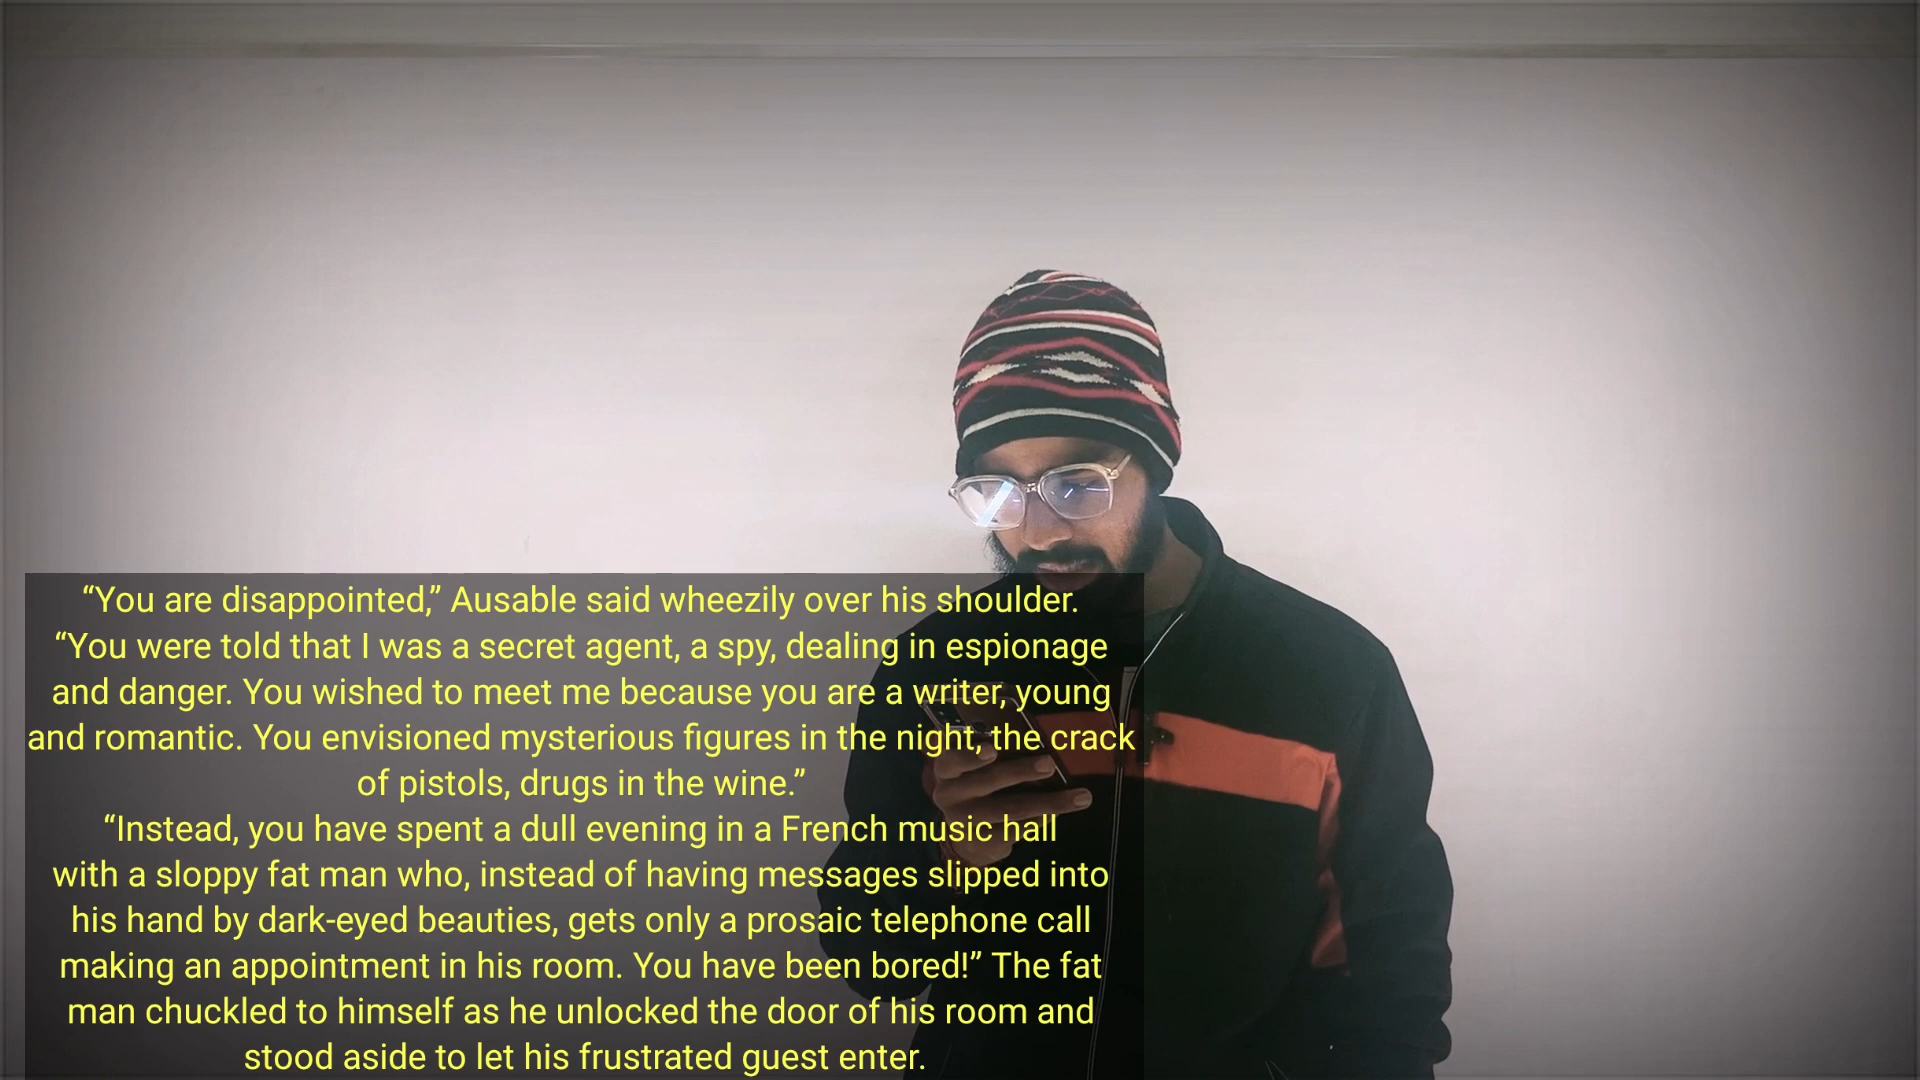 “You are disappointed,” Ausable said wheezily over his shoulder.
“You were told that I was a secret agent, a spy, dealing in espionage
and danger. You wished to meet me because you are a writer, young
and romantic. You envisioned mysterious figures in the night, the crack
of pistols, drugs in the wine.”
“Instead, you have spent a dull evening in a French music hall
with a sloppy fat man who, instead of having messages slipped into
his hand by dark-eyed beauties, gets only a prosaic telephone call
making an appointment in his room. You have been bored!” The fat
man chuckled to himself as he unlocked the door of his room and
stood aside to let his frustrated guest enter.